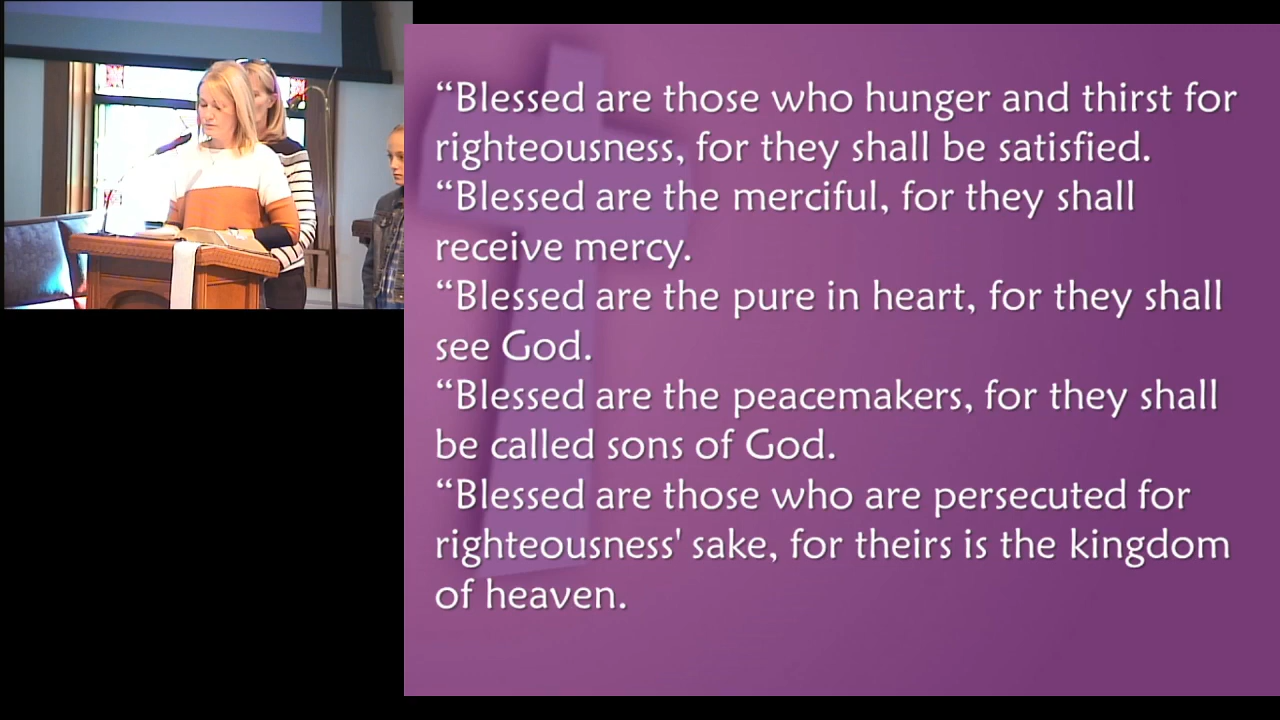 “Blessed are those who hunger and thirst for
righteousness, for they shall be satisfied.
“Blessed are the merciful, for they shall
receive mercy.
“Blessed are the pure in heart, for they shall
see God.
“Blessed are the peacemakers, for they shall
be called sons of God.
“Blessed are those who are persecuted for
righteousness' sake, for theirs is the kingdom
of heaven.